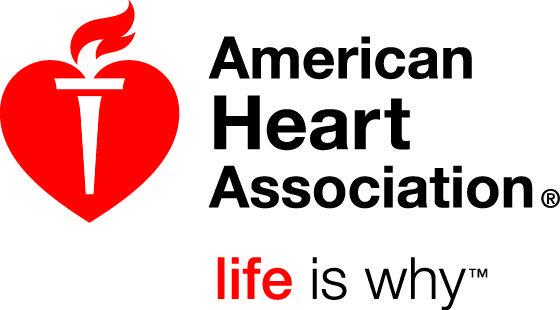 American
Heart
Association®
life is why™